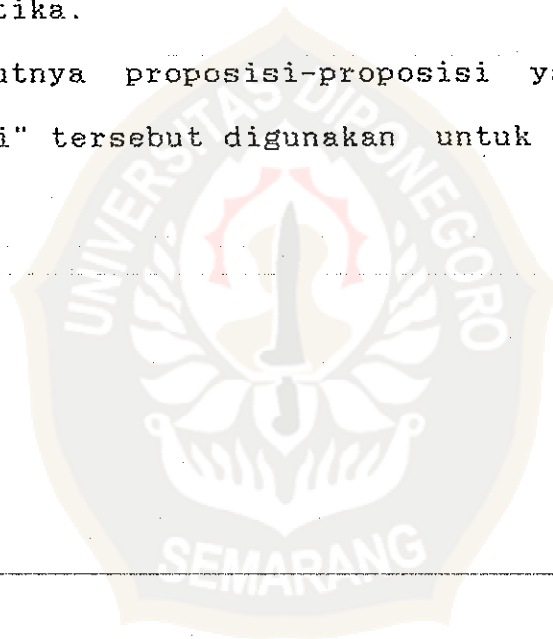 tika.
utnya proposisi-proposisi ya
i" tersebut digunakan untuk
UNIVERSITAS DIPONEGORO
SEMARANG